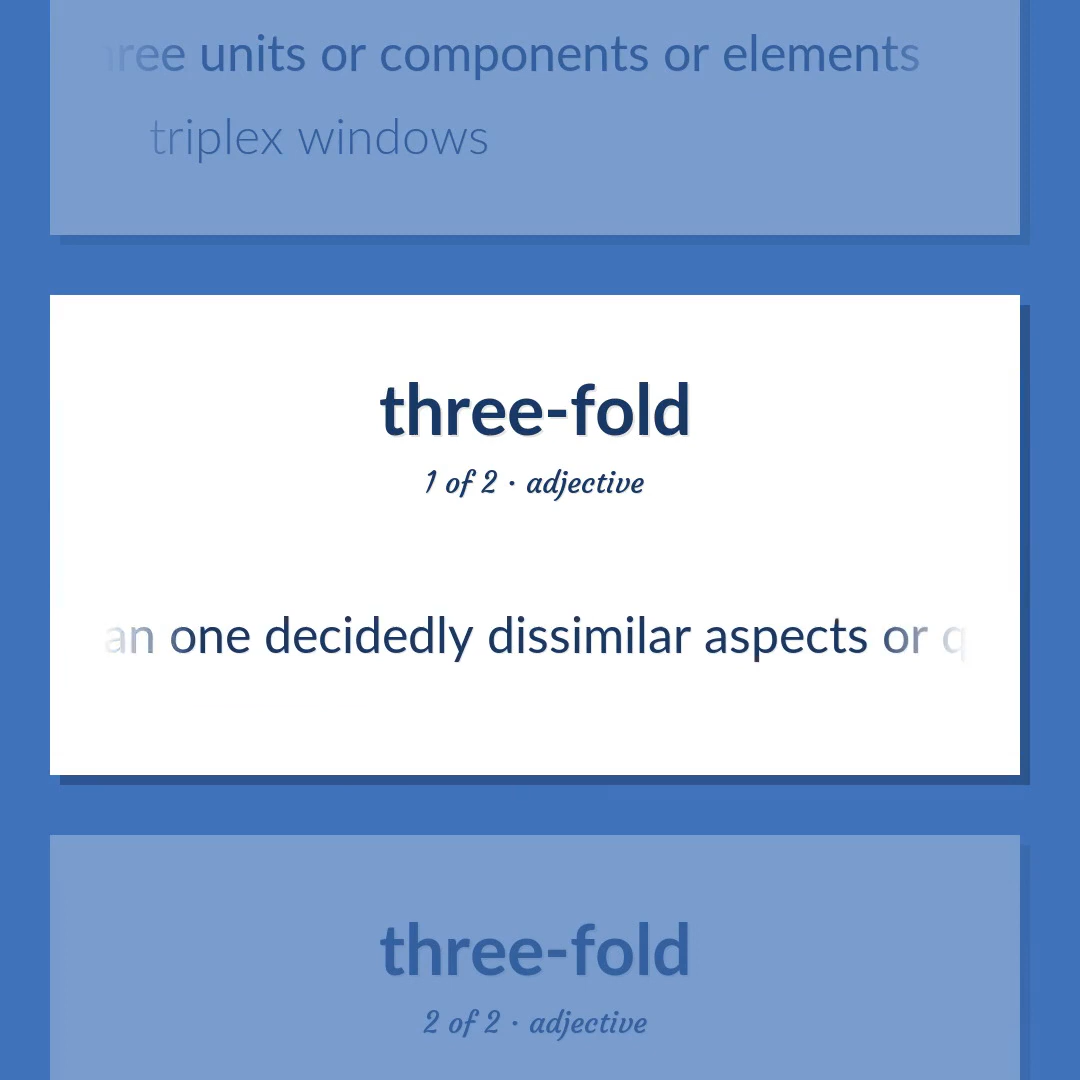 units or components or elements
triplex windows
three-fold
1 of 2 · adjective
an one decidedly dissimilar aspects or
three-fold
2 of 2 · adjective